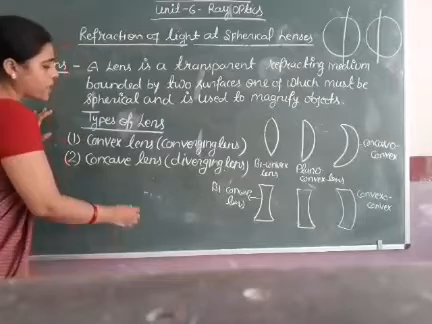 Unit-6- Ray optics
Refraction of light at Spherical Lenses
ns - A Lens is a transparent refracting medium
bounded by two surfaces one of which must be
spherical and is used to magnify objects.
Types of Lens
(1) Convex Lens (converging lens)
(2) Concave lens (diverging lens)
Bi-convex
lens
Plano
convex-lens
-concavo-
convex
Bi concave
lens
convexo-
convex